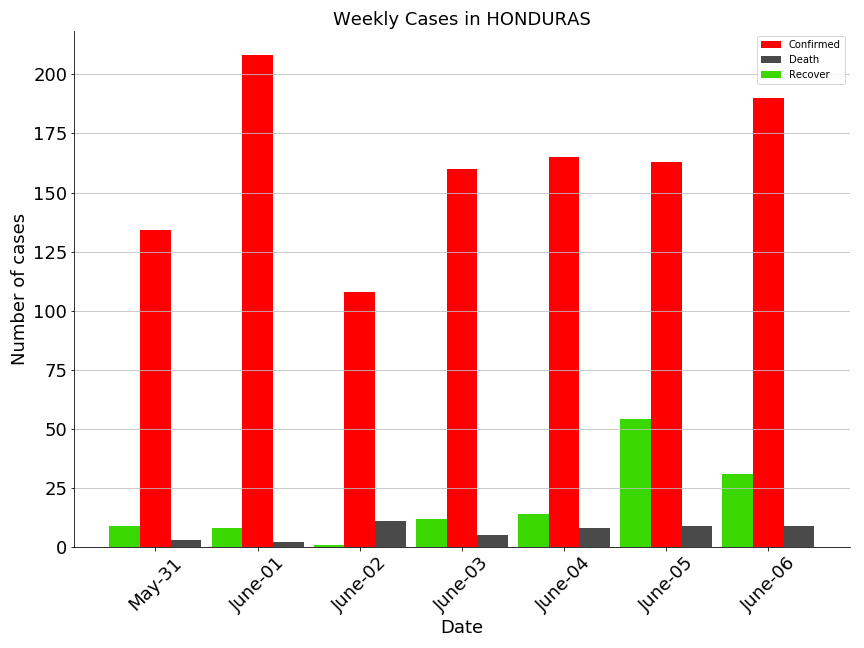 Weekly Cases in HONDURAS
Confirmed
Death
Recover
Number of cases
200
175
150
125
100
75
50
25
0
May-31
June-01
June-02
June-03
June-04
June-05
June-06
Date